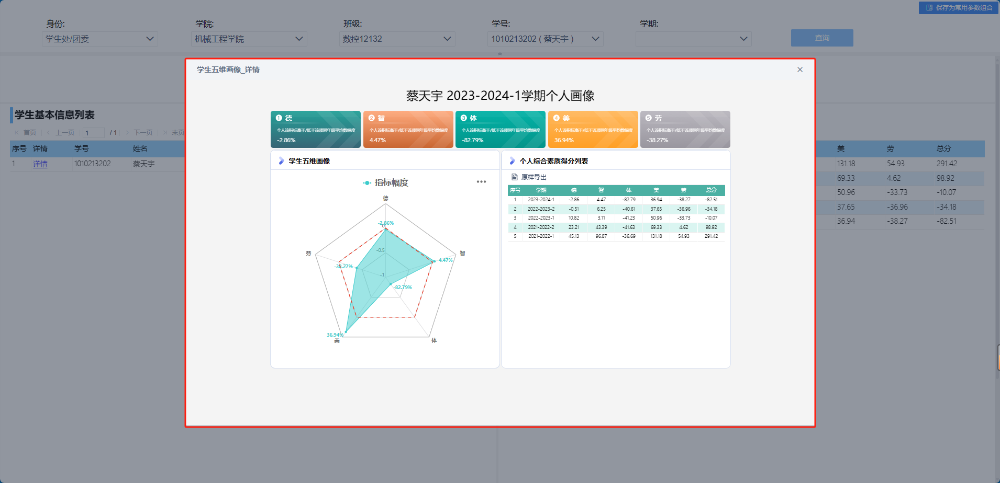 保存为常用参数组合
身份: 学院: 班级: 学号: 学期:
学生处/团委 机械工程学院 数控12132 1010213202 ( 蔡天宇 ) 查询
学生五维画像_详情
蔡天宇 2023-2024-1学期个人画像
1 德
个人该指标高于/低于该项同年级平均数幅度
-2.86%
2 智
个人该指标高于/低于该项同年级平均数幅度
4.47%
3 体
个人该指标高于/低于该项同年级平均数幅度
-82.79%
4 美
个人该指标高于/低于该项同年级平均数幅度
36.94%
5 劳
个人该指标高于/低于该项同年级平均数幅度
-38.27%
学生五维画像
指标幅度
德
-2.86%
0
-0.5
劳
智
4.47%
-38.27%
-1
-82.79%
36.94%
美
体
个人综合素质得分列表
原样导出
序号 学期 德 智 体 美 劳 总分
1 2023-2024-1 -2.86 4.47 -82.79 36.94 -38.27 -82.51
2 2022-2023-2 -0.51 6.25 -40.61 37.65 -36.96 -34.18
3 2022-2023-1 10.82 3.11 -41.23 50.96 -33.73 -10.07
4 2021-2022-2 23.21 43.39 -41.63 69.33 4.62 98.92
5 2021-2022-1 45.13 96.87 -36.69 131.18 54.93 291.42
学生基本信息列表
首页 上一页 1 / 1 下一页 末页
序号 详情 学号 姓名
1 详情 1010213202 蔡天宇
美 劳 总分
131.18 54.93 291.42
69.33 4.62 98.92
50.96 -33.73 -10.07
37.65 -36.96 -34.18
36.94 -38.27 -82.51